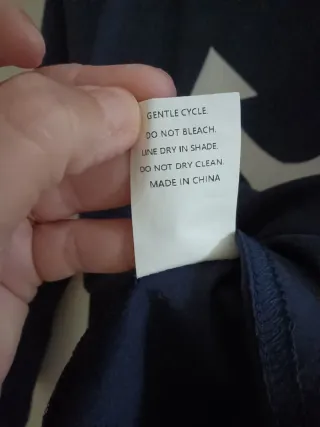 GENTLE CYCLE.
DO NOT BLEACH.
LINE DRY IN SHADE.
DO NOT DRY CLEAN.
MADE IN CHINA